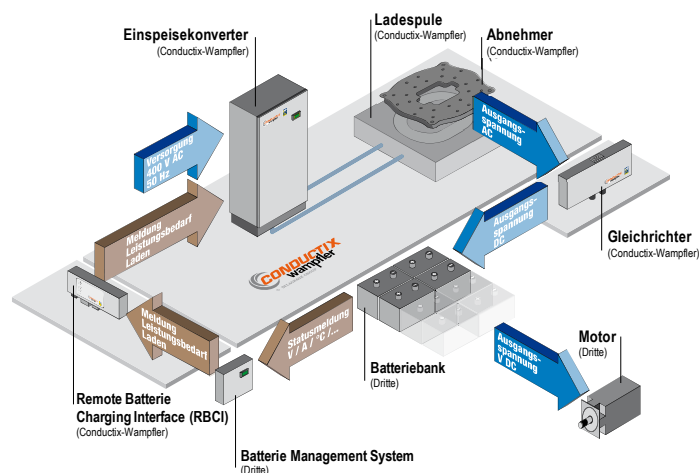 Einspeisekonverter
(Conductix-Wampfler)
Ladespule
(Conductix-Wampfler)
Abnehmer
(Conductix-Wampfler)
Versorgung
400 V AC
50 Hz
Ausgangs-
spannung
AC
Meldung
Leistungsbedarf
Laden
Ausgangs-
spannung
DC
Gleichrichter
(Conductix-Wampfler)
CONDUCTIX
wampfler
Meldung
Leistungsbedarf
Laden
Statusmeldung
V / A / °C /...
Batteriebank
(Dritte)
Ausgangs-
spannung
V DC
Motor
(Dritte)
Remote Batterie
Charging Interface (RBCI)
(Conductix-Wampfler)
Batterie Management System
(Dritte)